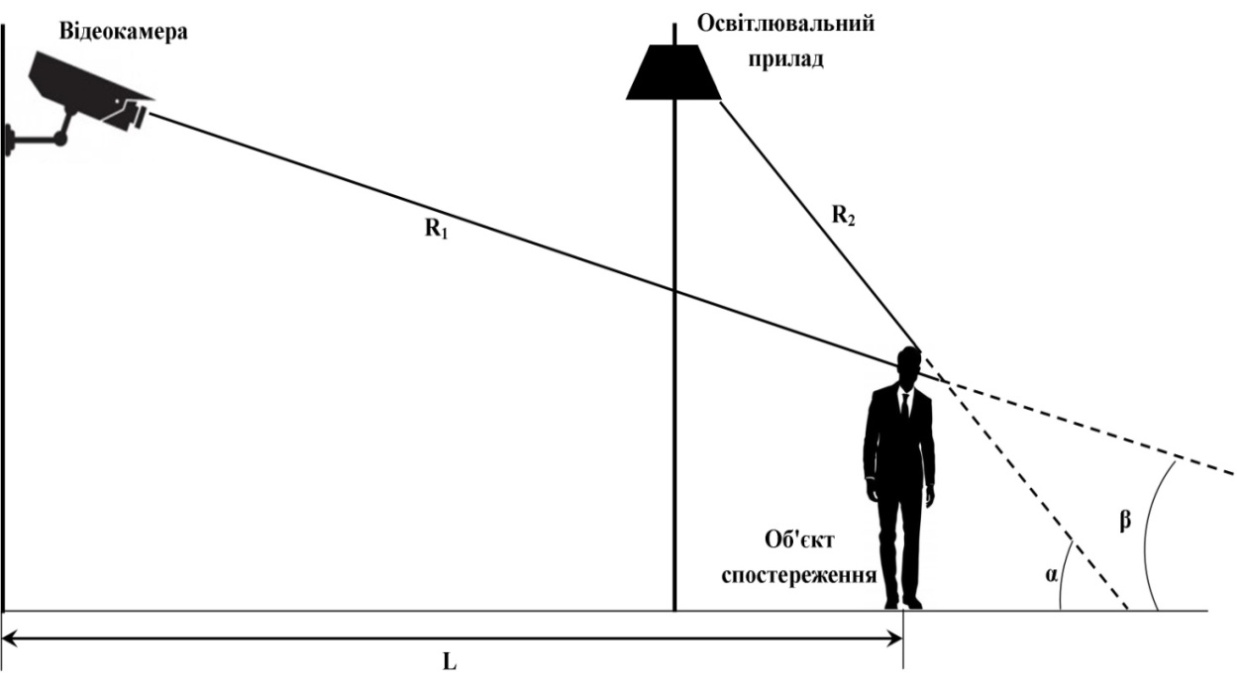 Відеокамера
Освітлювальний
прилад
R₁
R₂
Об'єкт
спостереження
α
β
L